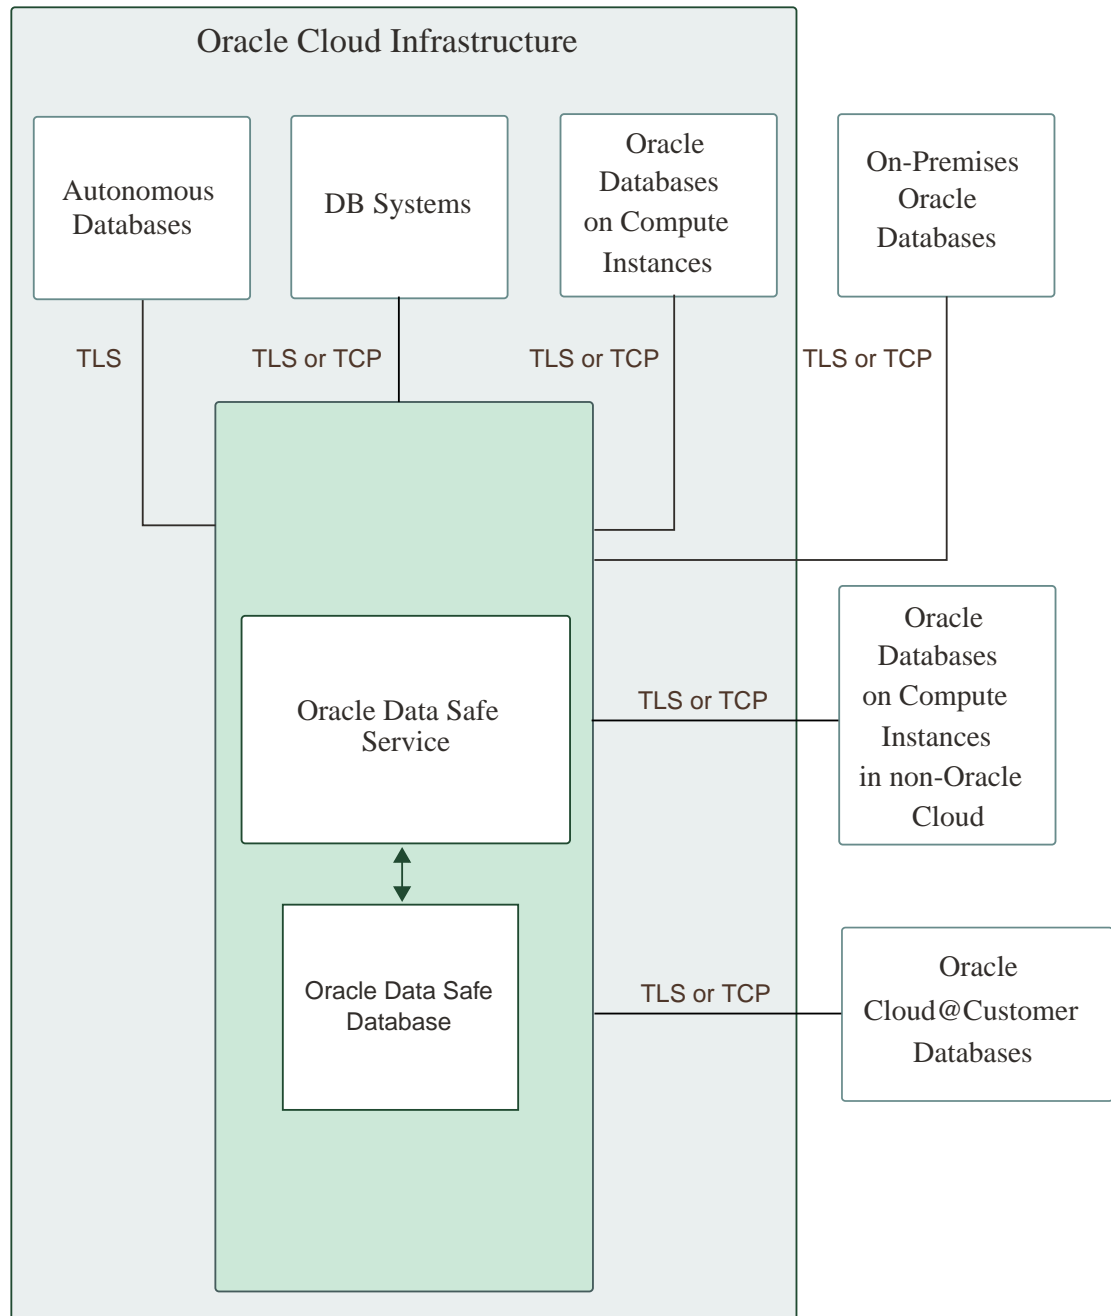 Oracle Cloud Infrastructure
Autonomous
Databases
DB Systems
Oracle
Databases
on Compute
Instances
On-Premises
Oracle
Databases
TLS
TLS or TCP
TLS or TCP
TLS or TCP
Oracle Data Safe
Service
TLS or TCP
Oracle
Databases
on Compute
Instances
in non-Oracle
Cloud
Oracle Data Safe
Database
TLS or TCP
Oracle
Cloud@Customer
Databases